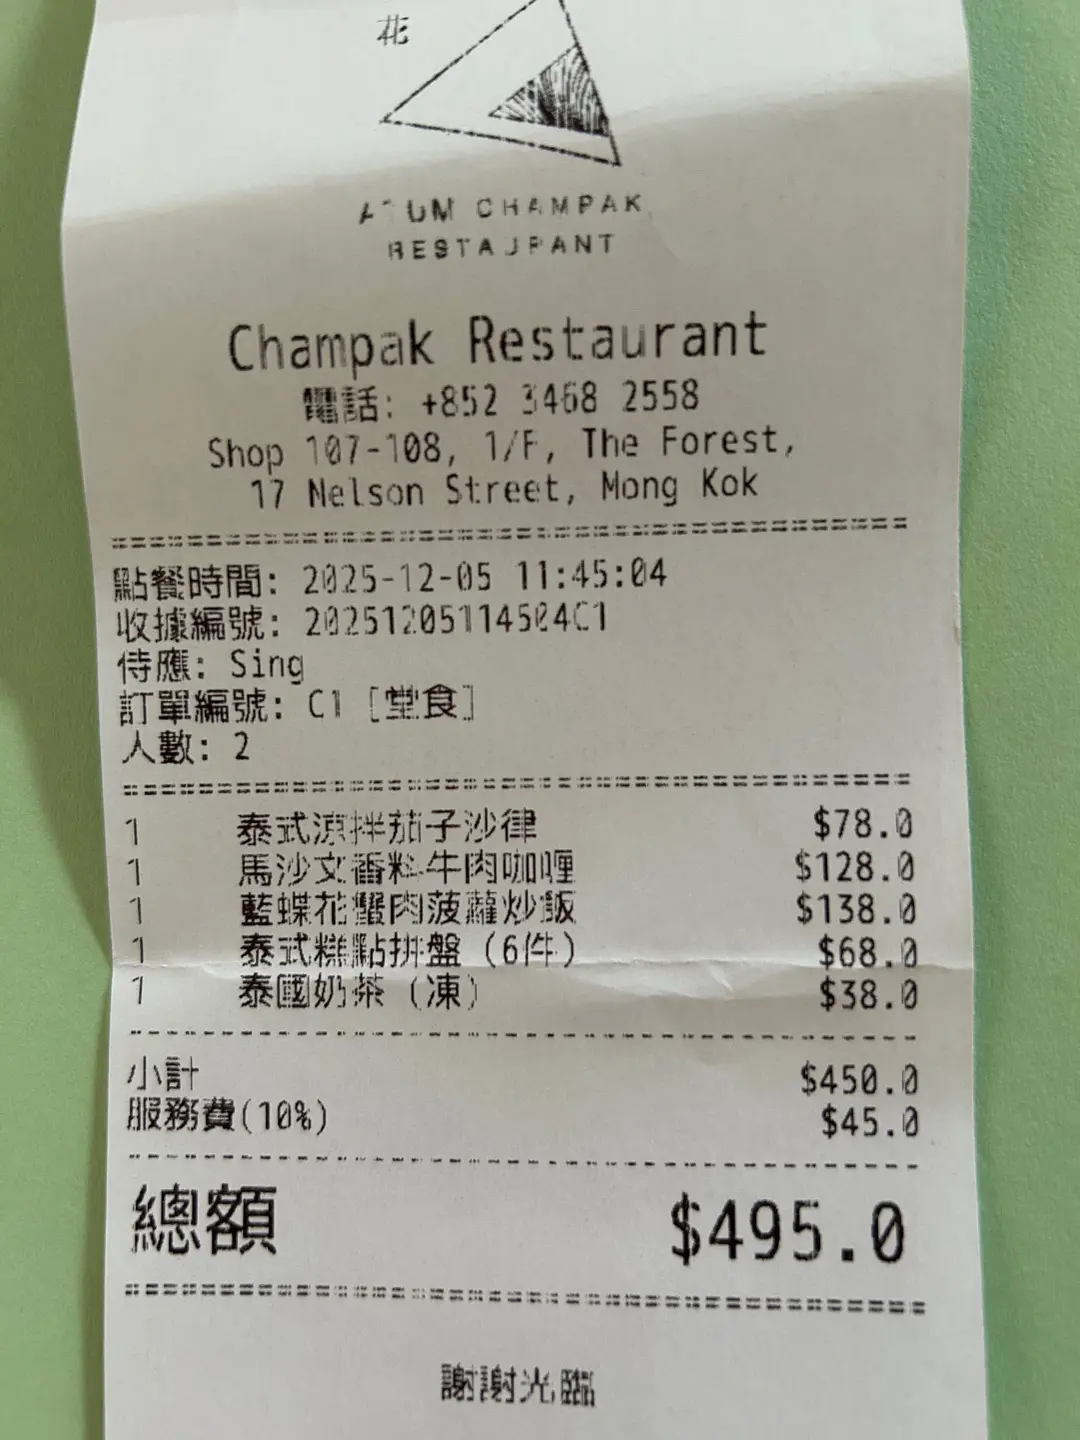 花
ATUM CHAMPAK
RESTAURANT
Champak Restaurant
電話: +852 3468 2558
Shop 107-108, 1/F, The Forest,
17 Nelson Street, Mong Kok
點餐時間: 2025-12-05 11:45:04
收據編號: 20251205114504C1
侍應: Sing
訂單編號: C1 [堂食]
人數: 2
1 泰式涼拌茄子沙律 $78.0
1 馬沙文香料牛肉咖喱 $128.0
1 藍蝶花蟹肉菠蘿炒飯 $138.0
1 泰式糕點拼盤 (6件) $68.0
1 泰國奶茶 (凍) $38.0
小計 $450.0
服務費(10%) $45.0
總額 $495.0
謝謝光臨